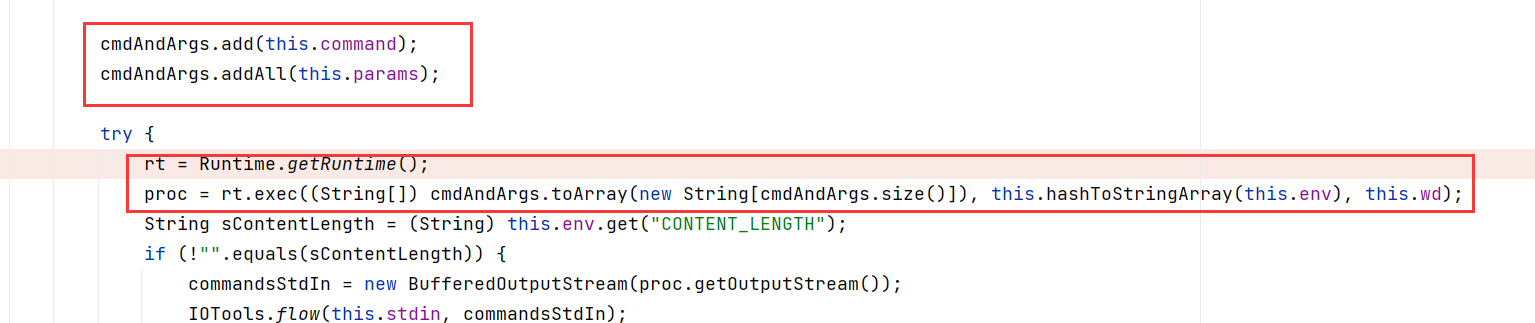 cmdAndArgs.add(this.command);
cmdAndArgs.addAll(this.params);
try {
rt = Runtime.getRuntime();
proc = rt.exec((String[]) cmdAndArgs.toArray(new String[cmdAndArgs.size()]), this.hashToStringArray(this.env), this.wd);
String sContentLength = (String) this.env.get("CONTENT_LENGTH");
if (!"".equals(sContentLength)) {
commandsStdIn = new BufferedOutputStream(proc.getOutputStream());
IOTools.flow(this.stdin, commandsStdIn);